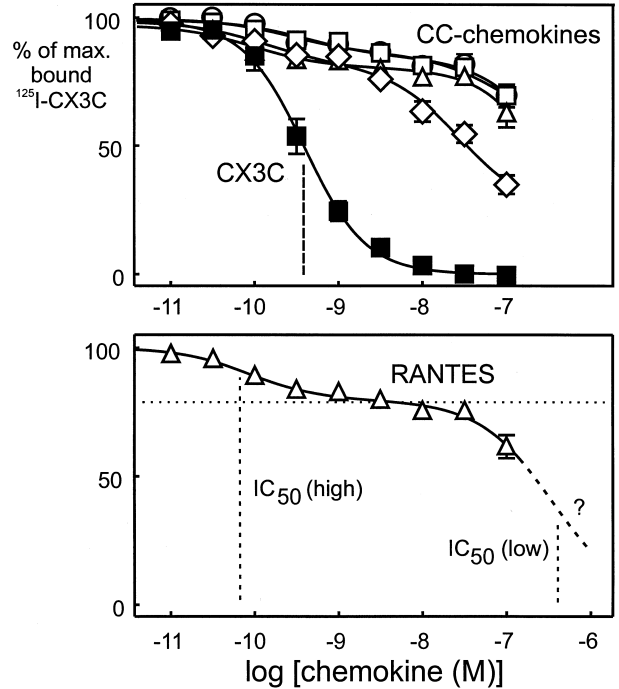 100
% of max.
bound
¹²⁵I-CX3C
CC-chemokines
50
CX3C
0
-11 -10 -9 -8 -7
100
RANTES
50
IC50 (high)
?
IC50 (low)
0
-11 -10 -9 -8 -7 -6
log [chemokine (M)]